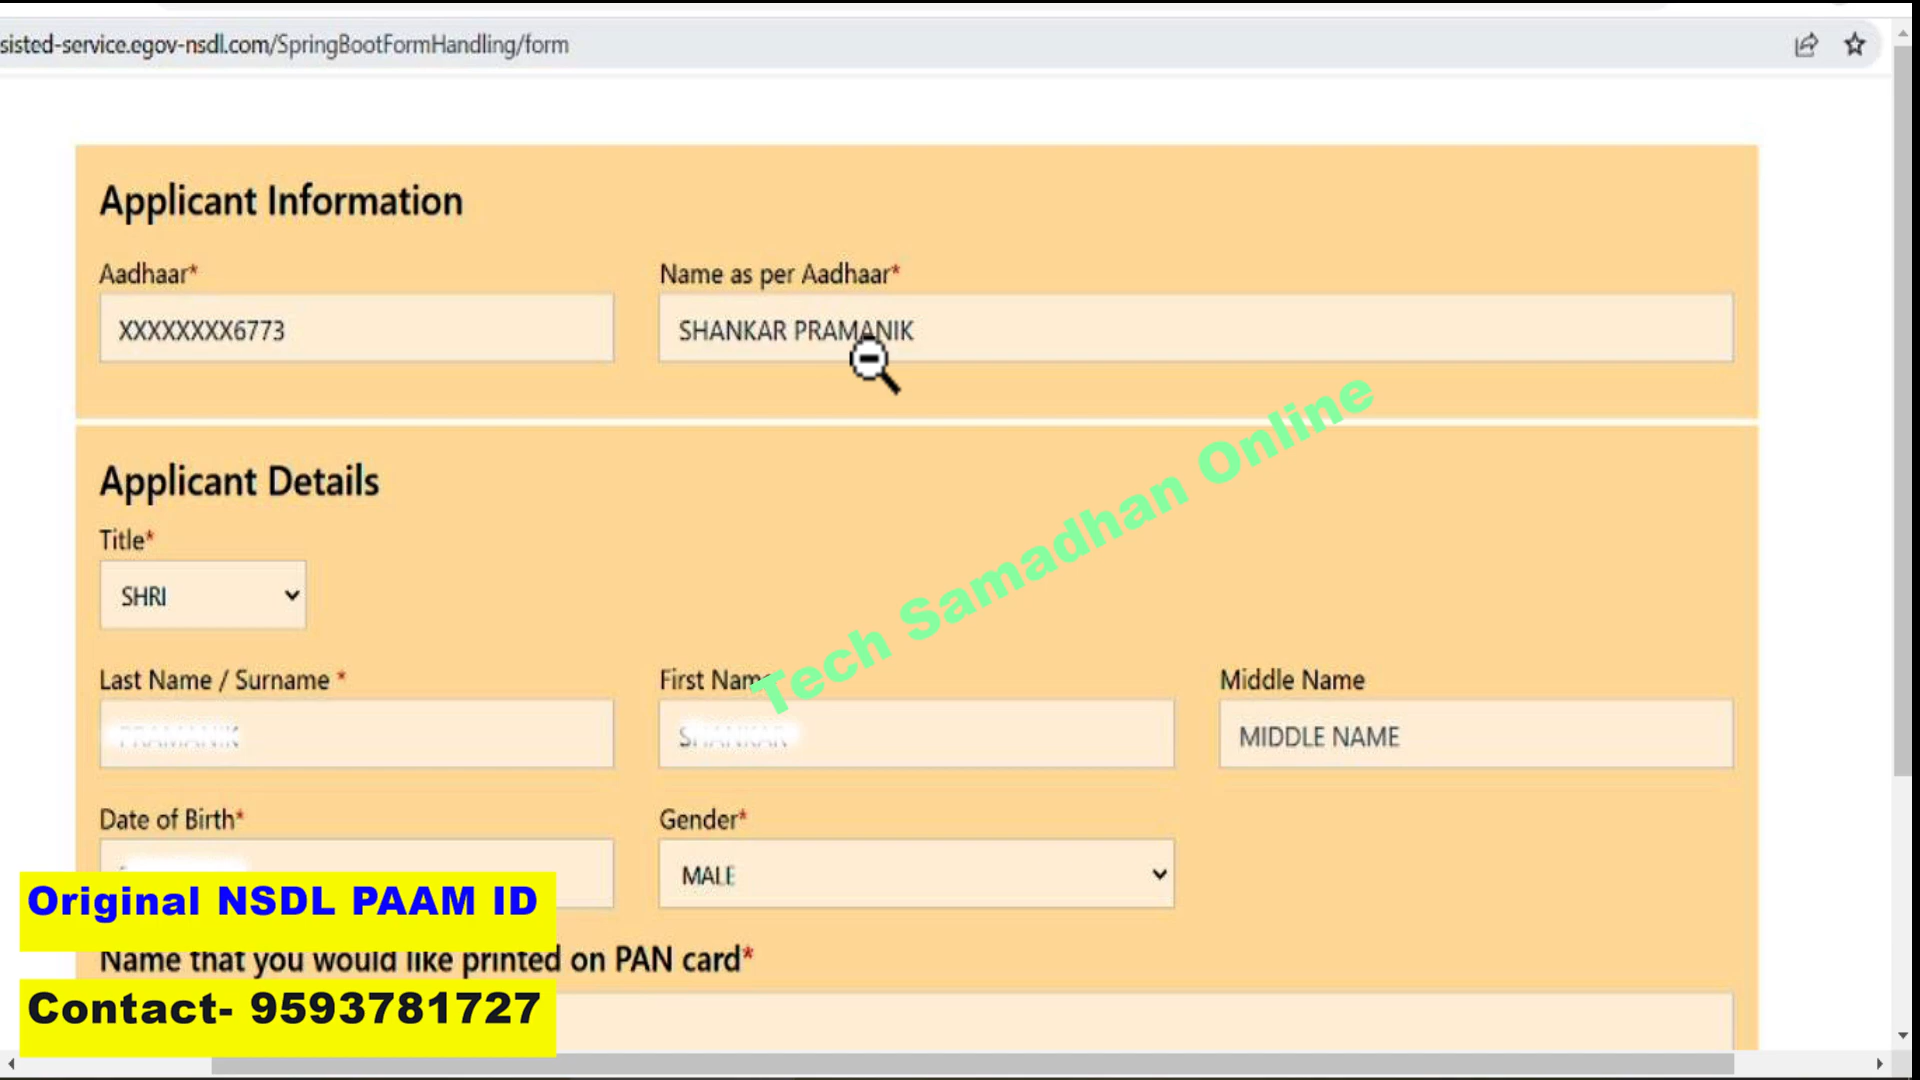 sisted-service.egov-nsdl.com/SpringBootFormHandling/form
Applicant Information
Aadhaar*
Name as per Aadhaar*
XXXXXXXX6773
SHANKAR PRAMANIK
Applicant Details
Title*
SHRI
Last Name / Surname *
First Name
Middle Name
PRAMANIK
SHANKAR
MIDDLE NAME
Date of Birth*
Gender*
MALE
Name that you would like printed on PAN card*
Tech Samadhan Online
Original NSDL PAAM ID
Contact- 9593781727